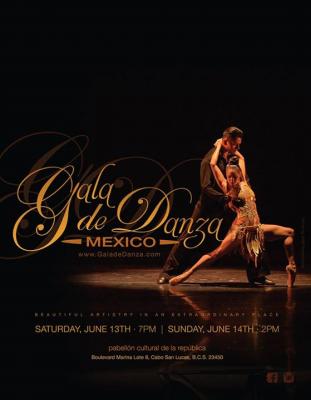 Gala
de Danza
MEXICO
www.GaladeDanza.com
BEAUTIFUL ARTISTRY IN AN EXTRAORDINARY PLACE
SATURDAY, JUNE 13TH · 7PM | SUNDAY, JUNE 14TH · 2PM
pabellón cultural de la república
Boulevard Marina Lote 8, Cabo San Lucas, B.C.S. 23450